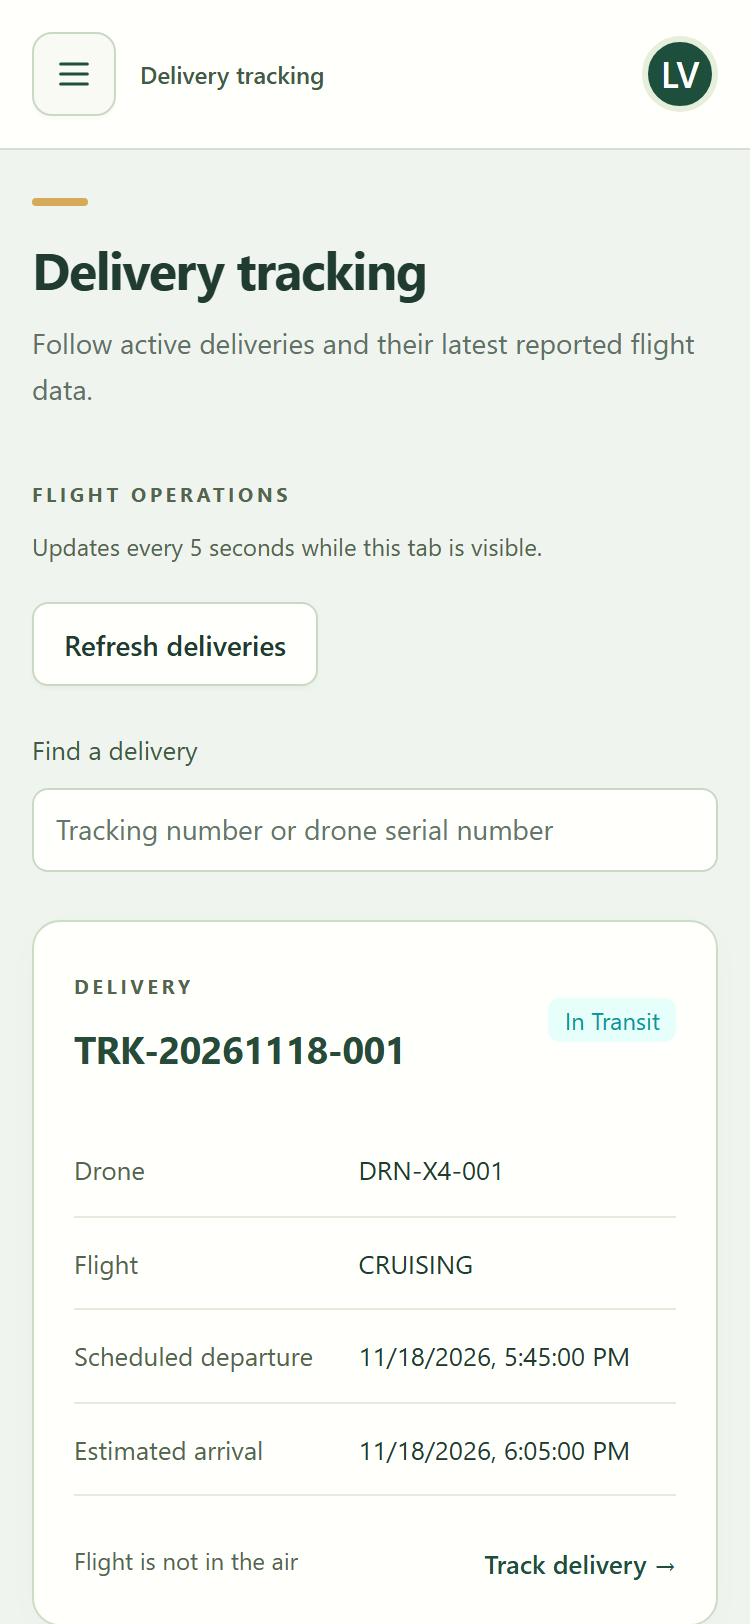 Delivery tracking
LV
Delivery tracking
Follow active deliveries and their latest reported flight
data.
FLIGHT OPERATIONS
Updates every 5 seconds while this tab is visible.
Refresh deliveries
Find a delivery
Tracking number or drone serial number
DELIVERY
In Transit
TRK-20261118-001
Drone DRN-X4-001
Flight CRUISING
Scheduled departure 11/18/2026, 5:45:00 PM
Estimated arrival 11/18/2026, 6:05:00 PM
Flight is not in the air Track delivery →